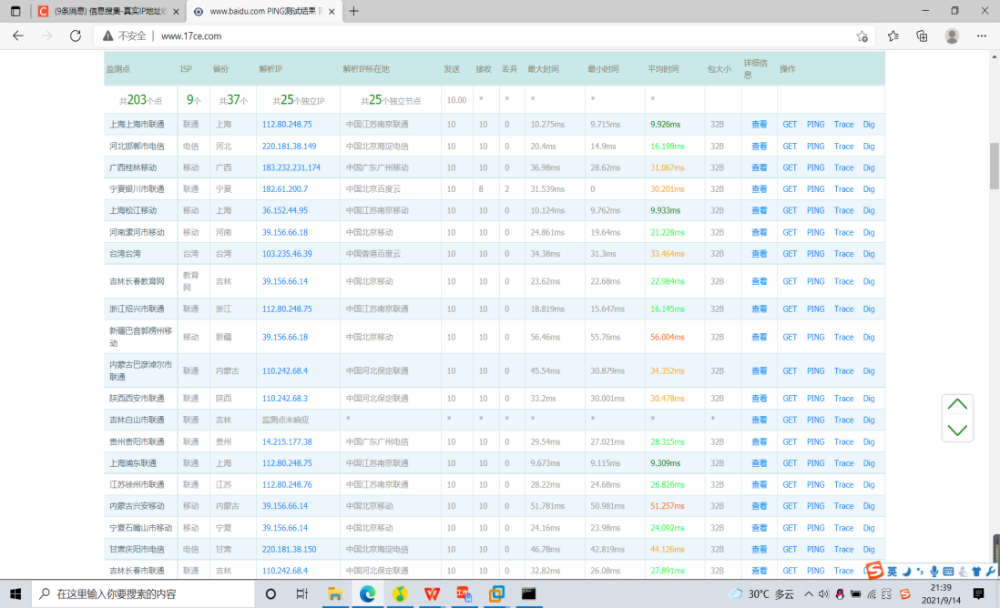 (9条消息) 信息搜集-真实IP地址
www.baidu.com PING测试结果
不安全 www.17ce.com
监测点 ISP 省份 解析IP 解析IP所在地 发送 接收 丢弃 最大时间 最小时间 平均时间 包大小 详细信息 操作
共203个点 9个 共37个 共25个独立IP 共25个独立节点 10.00 * * * * *
上海上海市联通 联通 上海 112.80.248.75 中国江苏南京联通 10 10 0 10.275ms 9.715ms 9.926ms 32B 查看 GET PING Trace Dig
河北邯郸市电信 电信 河北 220.181.38.149 中国北京海淀电信 10 10 0 20.4ms 14.9ms 16.198ms 32B 查看 GET PING Trace Dig
广西桂林移动 移动 广西 183.232.231.174 中国广东广州移动 10 10 0 36.98ms 28.62ms 31.067ms 32B 查看 GET PING Trace Dig
宁夏银川市联通 联通 宁夏 182.61.200.7 中国北京百度云 10 8 2 31.539ms 0 30.201ms 32B 查看 GET PING Trace Dig
上海松江移动 移动 上海 36.152.44.95 中国江苏南京移动 10 10 0 10.124ms 9.762ms 9.933ms 32B 查看 GET PING Trace Dig
河南漯河市移动 移动 河南 39.156.66.18 中国北京移动 10 10 0 24.861ms 19.64ms 21.228ms 32B 查看 GET PING Trace Dig
台湾台湾 台湾 台湾 103.235.46.39 中国香港百度云 10 10 0 34.38ms 31.3ms 33.464ms 32B 查看 GET PING Trace Dig
吉林长春教育网 教育网 吉林 39.156.66.14 中国北京移动 10 10 0 23.62ms 22.68ms 22.984ms 32B 查看 GET PING Trace Dig
浙江绍兴市联通 联通 浙江 112.80.248.75 中国江苏南京联通 10 10 0 18.819ms 15.647ms 16.145ms 32B 查看 GET PING Trace Dig
新疆巴音郭楞州移动 移动 新疆 39.156.66.18 中国北京移动 10 10 0 56.46ms 55.76ms 56.004ms 32B 查看 GET PING Trace Dig
内蒙古巴彦淖尔市联通 联通 内蒙古 110.242.68.4 中国河北保定联通 10 10 0 45.54ms 30.879ms 34.352ms 32B 查看 GET PING Trace Dig
陕西西安市联通 联通 陕西 110.242.68.3 中国河北保定联通 10 10 0 33.2ms 30.001ms 30.478ms 32B 查看 GET PING Trace Dig
吉林白山市联通 联通 吉林 监测点未响应 * * * * * * * * 查看 GET PING Trace Dig
贵州贵阳市联通 联通 贵州 14.215.177.38 中国广东广州电信 10 10 0 29.54ms 27.021ms 28.315ms 32B 查看 GET PING Trace Dig
上海浦东联通 联通 上海 112.80.248.75 中国江苏南京联通 10 10 0 9.673ms 9.115ms 9.309ms 32B 查看 GET PING Trace Dig
江苏徐州市联通 联通 江苏 112.80.248.76 中国江苏南京联通 10 10 0 28.22ms 24.68ms 26.826ms 32B 查看 GET PING Trace Dig
内蒙古兴安移动 移动 内蒙古 39.156.66.14 中国北京移动 10 10 0 51.781ms 50.981ms 51.257ms 32B 查看 GET PING Trace Dig
宁夏石嘴山市移动 移动 宁夏 39.156.66.14 中国北京移动 10 10 0 24.16ms 23.98ms 24.092ms 32B 查看 GET PING Trace Dig
甘肃庆阳市电信 电信 甘肃 220.181.38.150 中国北京海淀电信 10 10 0 46.78ms 42.819ms 44.126ms 32B 查看 GET PING Trace Dig
吉林长春市联通 联通 吉林 110.242.68.4 中国河北保定联通 10 10 0 32.82ms 26.08ms 27.891ms 32B 查看 GET PING Trace Dig
英
在这里输入你要搜索的内容
30°C 多云 英
21:39
2021/9/14